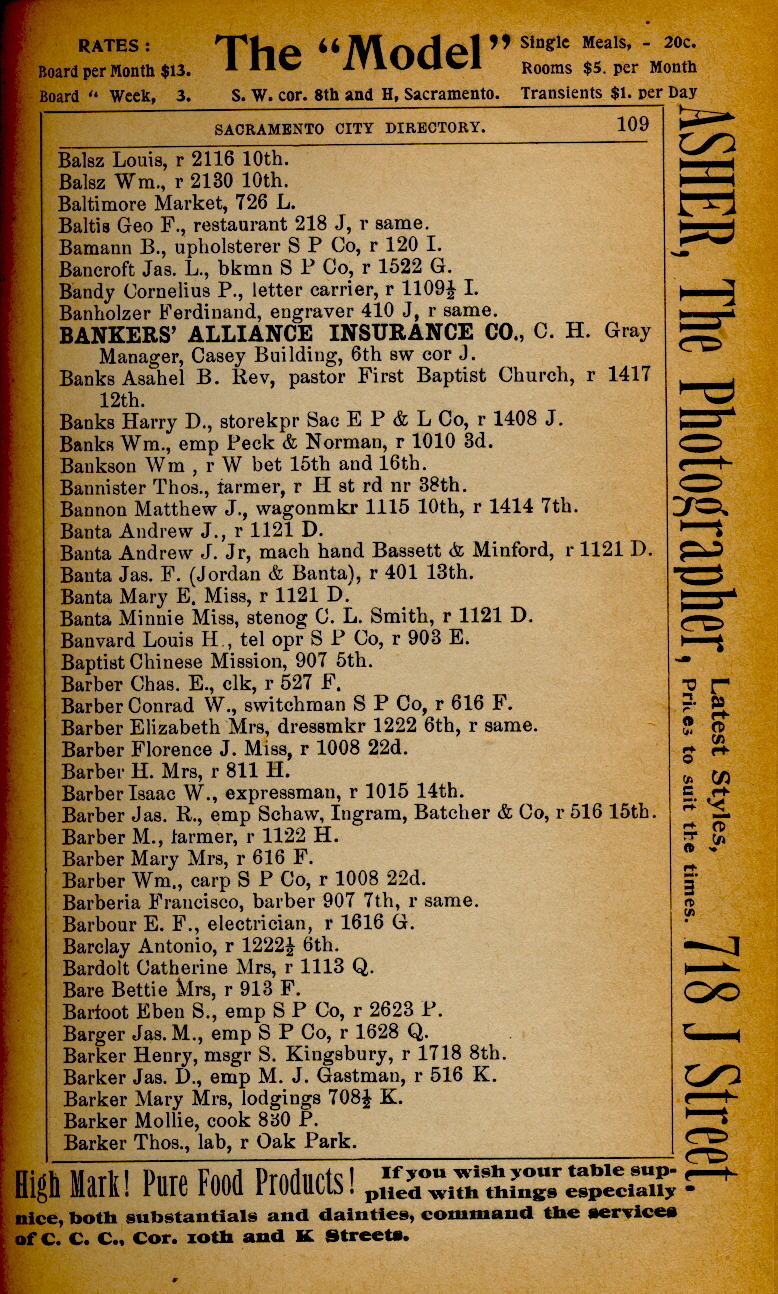 RATES :
Board per Month $13.
Board “ Week, 3.
The “Model”
S. W. cor. 8th and H, Sacramento.
Single Meals, - 20c.
Rooms $5. per Month
Transients $1. per Day
SACRAMENTO CITY DIRECTORY. 109
Balsz Louis, r 2116 10th.
Balsz Wm., r 2130 10th.
Baltimore Market, 726 L.
Baltis Geo F., restaurant 218 J, r same.
Bamann B., upholsterer S P Co, r 120 I.
Bancroft Jas. L., bkmn S P Co, r 1522 G.
Bandy Cornelius P., letter carrier, r 1109½ I.
Banholzer Ferdinand, engraver 410 J, r same.
BANKERS’ ALLIANCE INSURANCE CO., C. H. Gray
Manager, Casey Building, 6th sw cor J.
Banks Asahel B. Rev, pastor First Baptist Church, r 1417
12th.
Banks Harry D., storekpr Sac E P & L Co, r 1408 J.
Banks Wm., emp Peck & Norman, r 1010 3d.
Bankson Wm , r W bet 15th and 16th.
Bannister Thos., farmer, r H st rd nr 38th.
Bannon Matthew J., wagonmkr 1115 10th, r 1414 7th.
Banta Andrew J., r 1121 D.
Banta Andrew J. Jr, mach hand Bassett & Minford, r 1121 D.
Banta Jas. F. (Jordan & Banta), r 401 13th.
Banta Mary E. Miss, r 1121 D.
Banta Minnie Miss, stenog C. L. Smith, r 1121 D.
Banvard Louis H., tel opr S P Co, r 903 E.
Baptist Chinese Mission, 907 5th.
Barber Chas. E., clk, r 527 F.
Barber Conrad W., switchman S P Co, r 616 F.
Barber Elizabeth Mrs, dressmkr 1222 6th, r same.
Barber Florence J. Miss, r 1008 22d.
Barber H. Mrs, r 811 H.
Barber Isaac W., expressman, r 1015 14th.
Barber Jas. R., emp Schaw, Ingram, Batcher & Co, r 516 15th.
Barber M., farmer, r 1122 H.
Barber Mary Mrs, r 616 F.
Barber Wm., carp S P Co, r 1008 22d.
Barberia Francisco, barber 907 7th, r same.
Barbour E. F., electrician, r 1616 G.
Barclay Antonio, r 1222½ 6th.
Bardolt Catherine Mrs, r 1113 Q.
Bare Bettie Mrs, r 913 F.
Barfoot Eben S., emp S P Co, r 2623 P.
Barger Jas. M., emp S P Co, r 1628 Q.
Barker Henry, msgr S. Kingsbury, r 1718 8th.
Barker Jas. D., emp M. J. Gastman, r 516 K.
Barker Mary Mrs, lodgings 708½ K.
Barker Mollie, cook 830 P.
Barker Thos., lab, r Oak Park.
ASHER, The Photographer, Latest Styles, Prices to suit the times. 718 J Street.
High Mark! Pure Food Products! If you wish your table sup-
plied with things especially
nice, both substantials and dainties, command the services
of C. C. C., Cor. 10th and K Streets.